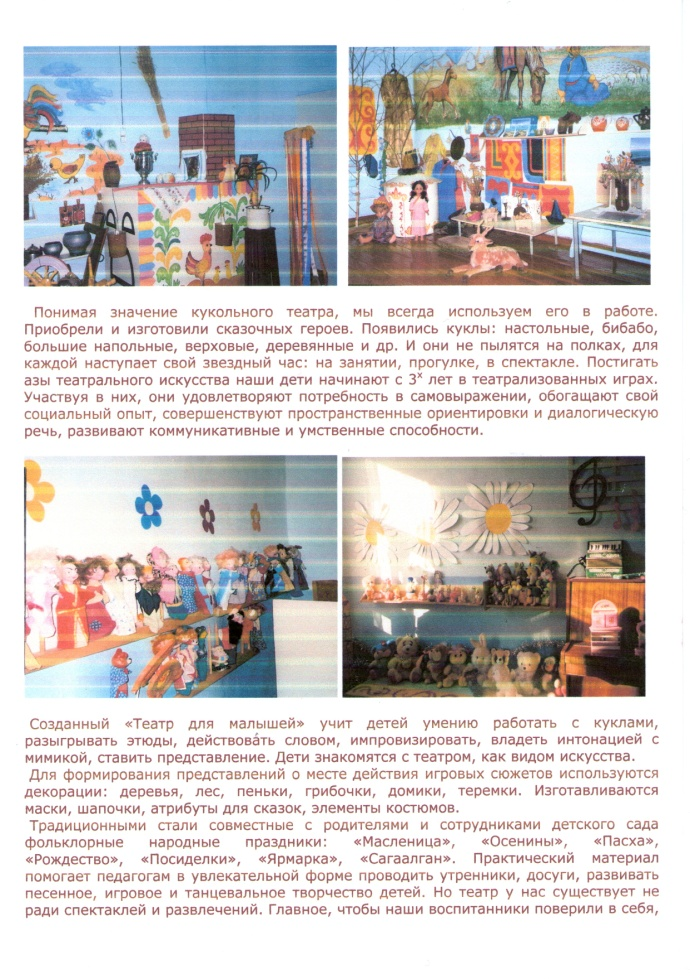 Понимая значение кукольного театра, мы всегда используем его в работе.
Приобрели и изготовили сказочных героев. Появились куклы: настольные, бибабо,
большие напольные, верховые, деревянные и др. И они не пылятся на полках, для
каждой наступает свой звездный час: на занятии, прогулке, в спектакле. Постигать
азы театрального искусства наши дети начинают с 3х лет в театрализованных играх.
Участвуя в них, они удовлетворяют потребность в самовыражении, обогащают свой
социальный опыт, совершенствуют пространственные ориентировки и диалогическую
речь, развивают коммуникативные и умственные способности.
Созданный «Театр для малышей» учит детей умению работать с куклами,
разыгрывать этюды, действова́ть словом, импровизировать, владеть интонацией с
мимикой, ставить представление. Дети знакомятся с театром, как видом искусства.
Для формирования представлений о месте действия игровых сюжетов используются
декорации: деревья, лес, пеньки, грибочки, домики, теремки. Изготавливаются
маски, шапочки, атрибуты для сказок, элементы костюмов.
Традиционными стали совместные с родителями и сотрудниками детского сада
фольклорные народные праздники: «Масленица», «Осенины», «Пасха»,
«Рождество», «Посиделки», «Ярмарка», «Сагаалган». Практический материал
помогает педагогам в увлекательной форме проводить утренники, досуги, развивать
песенное, игровое и танцевальное творчество детей. Но театр у нас существует не
ради спектаклей и развлечений. Главное, чтобы наши воспитанники поверили в себя,